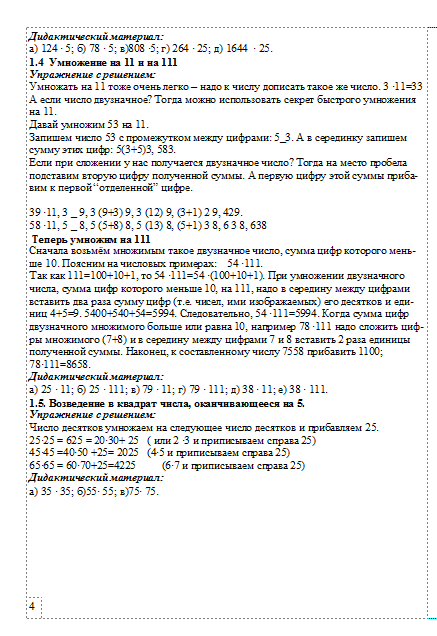 Дидактический материал:
а) 124 · 5; б) 78 · 5; в)808 ·5; г) 264 · 25; д) 1644 · 25.
1.4 Умножение на 11 и на 111
Упражнение с решением:
Умножать на 11 тоже очень легко – надо к числу дописать такое же число. 3 ·11=33
А если число двузначное? Тогда можно использовать секрет быстрого умножения
на 11.
Давай умножим 53 на 11.
Запишем число 53 с промежутком между цифрами: 5_3. А в серединку запишем
сумму этих цифр: 5(3+5)3, 583.
Если при сложении у нас получается двузначное число? Тогда на место пробела
подставим вторую цифру полученной суммы. А первую цифру этой суммы приба-
вим к первой “отделенной” цифре.
39 ·11, 3 _ 9, 3 (9+3) 9, 3 (12) 9, (3+1) 2 9, 429.
58 ·11, 5 _ 8, 5 (5+8) 8, 5 (13) 8, (5+1) 3 8, 6 3 8, 638
Теперь умножим на 111
Сначала возьмём множимым такое двузначное число, сумма цифр которого мень-
ше 10. Поясним на числовых примерах: 54 ·111.
Так как 111=100+10+1, то 54 ·111=54 ·(100+10+1). При умножении двузначного
числа, сумма цифр которого меньше 10, на 111, надо в середину между цифрами
вставить два раза сумму цифр (т.е. чисел, ими изображаемых) его десятков и еди-
ниц 4+5=9. 5400+540+54=5994. Следовательно, 54 ·111=5994. Когда сумма цифр
двузначного множимого больше или равна 10, например 78 ·111 надо сложить циф-
ры множимого (7+8) и в середину между цифрами 7 и 8 вставить 2 раза единицы
полученной суммы. Наконец, к составленному числу 7558 прибавить 1100;
78·111=8658.
Дидактический материал:
а) 25 · 11; б) 25 · 111; в) 79 · 11; г) 79 · 111; д) 38 · 11; е) 38 · 111.
1.5. Возведение в квадрат числа, оканчивающееся на 5.
Упражнение с решением:
Число десятков умножаем на следующее число десятков и прибавляем 25.
25·25 = 625 = 20·30+ 25 ( или 2 ·3 и приписываем справа 25)
45·45 =40·50 +25= 2025 (4·5 и приписываем справа 25)
65·65 = 60·70+25=4225 (6·7 и приписываем справа 25)
Дидактический материал:
а) 35 · 35; б)55· 55; в)75· 75.
4